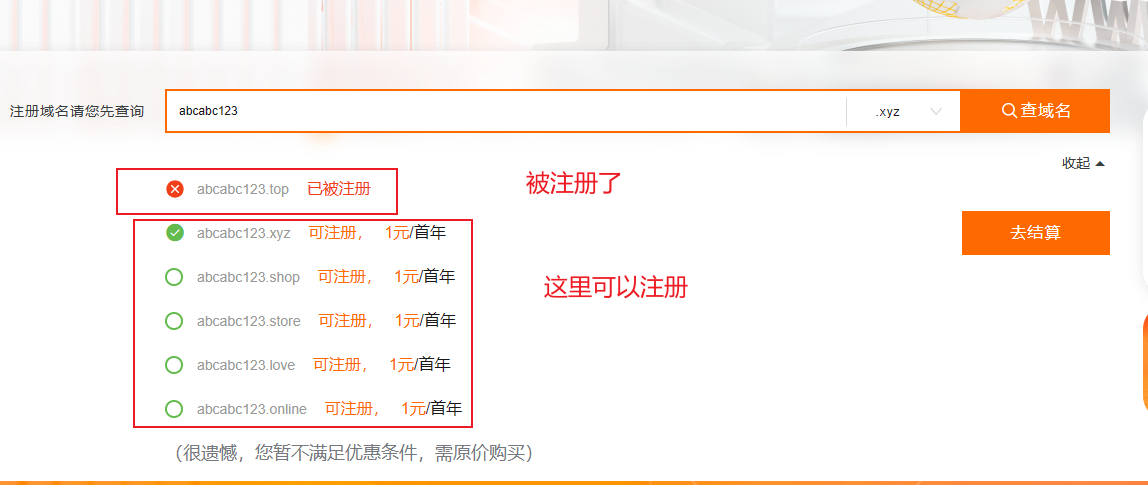 WW
注册域名请您先查询
abcabc123
.xyz
查域名
收起
abcabc123.top 已被注册
被注册了
abcabc123.xyz 可注册， 1元/首年
去结算
abcabc123.shop 可注册， 1元/首年
这里可以注册
abcabc123.store 可注册， 1元/首年
abcabc123.love 可注册， 1元/首年
abcabc123.online 可注册， 1元/首年
（很遗憾，您暂不满足优惠条件，需原价购买）